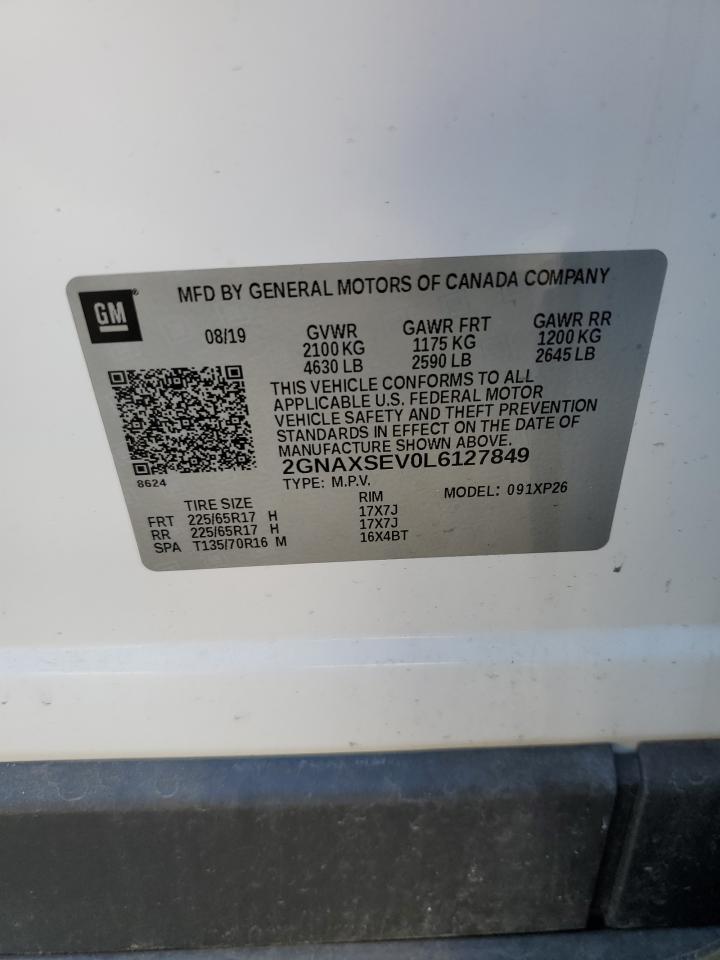 GM
MFD BY GENERAL MOTORS OF CANADA COMPANY
08/19 GVWR GAWR FRT GAWR RR
2100 KG 1175 KG 1200 KG
4630 LB 2590 LB 2645 LB
THIS VEHICLE CONFORMS TO ALL
APPLICABLE U.S. FEDERAL MOTOR
VEHICLE SAFETY AND THEFT PREVENTION
STANDARDS IN EFFECT ON THE DATE OF
MANUFACTURE SHOWN ABOVE.
8624
2GNAXSEV0L6127849
TYPE: M.P.V. MODEL: 091XP26
TIRE SIZE RIM
FRT 225/65R17 H 17X7J
RR 225/65R17 H 17X7J
SPA T135/70R16 M 16X4BT